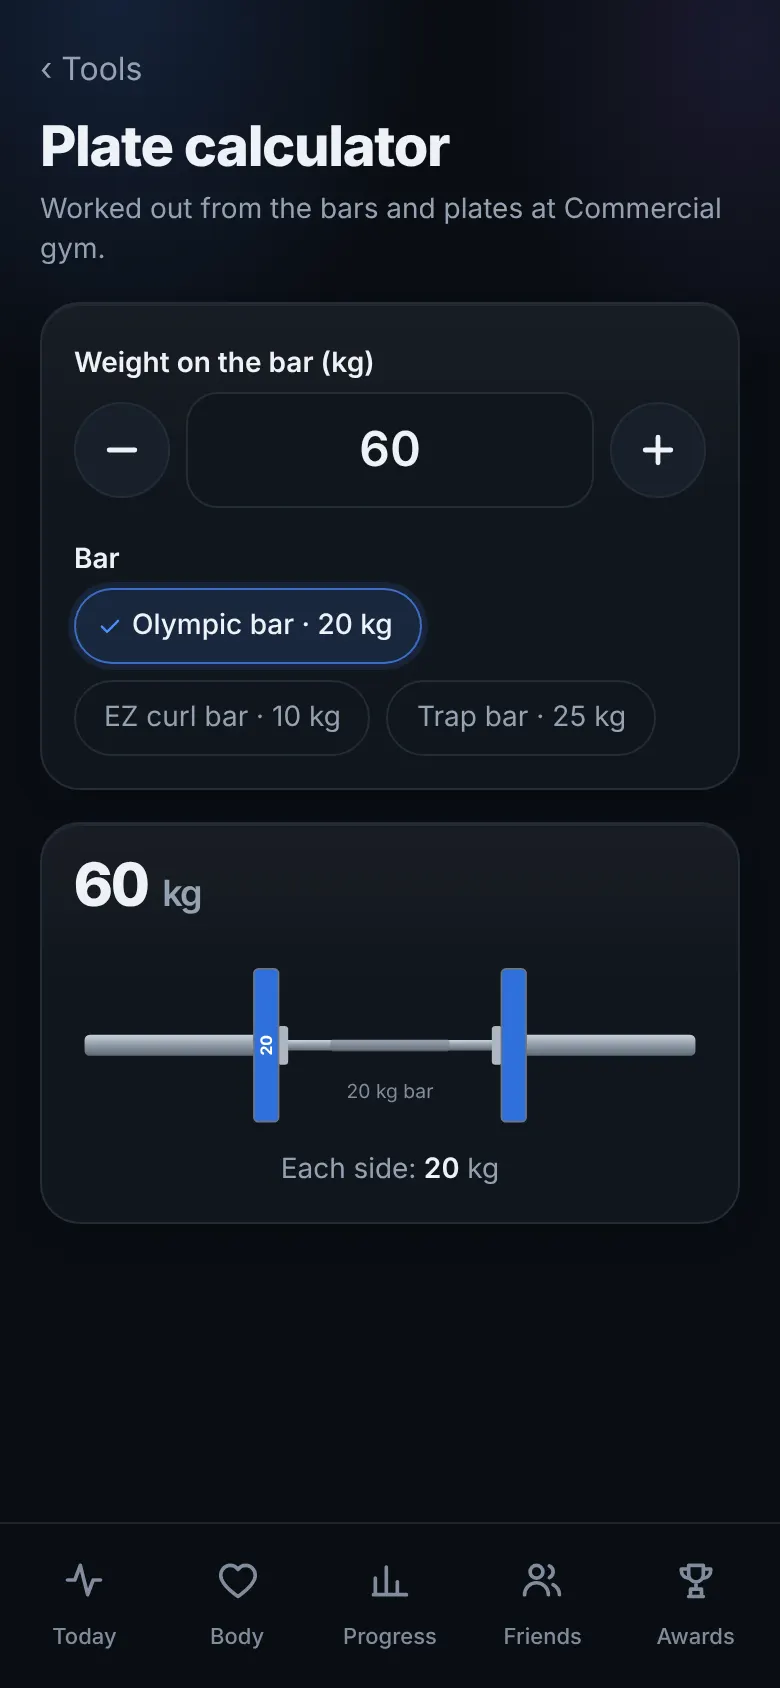 ‹ Tools
Plate calculator
Worked out from the bars and plates at Commercial
gym.
Weight on the bar (kg)
60
Bar
Olympic bar · 20 kg
EZ curl bar · 10 kg
Trap bar · 25 kg
60 kg
20
20 kg bar
Each side: 20 kg
Today
Body
Progress
Friends
Awards